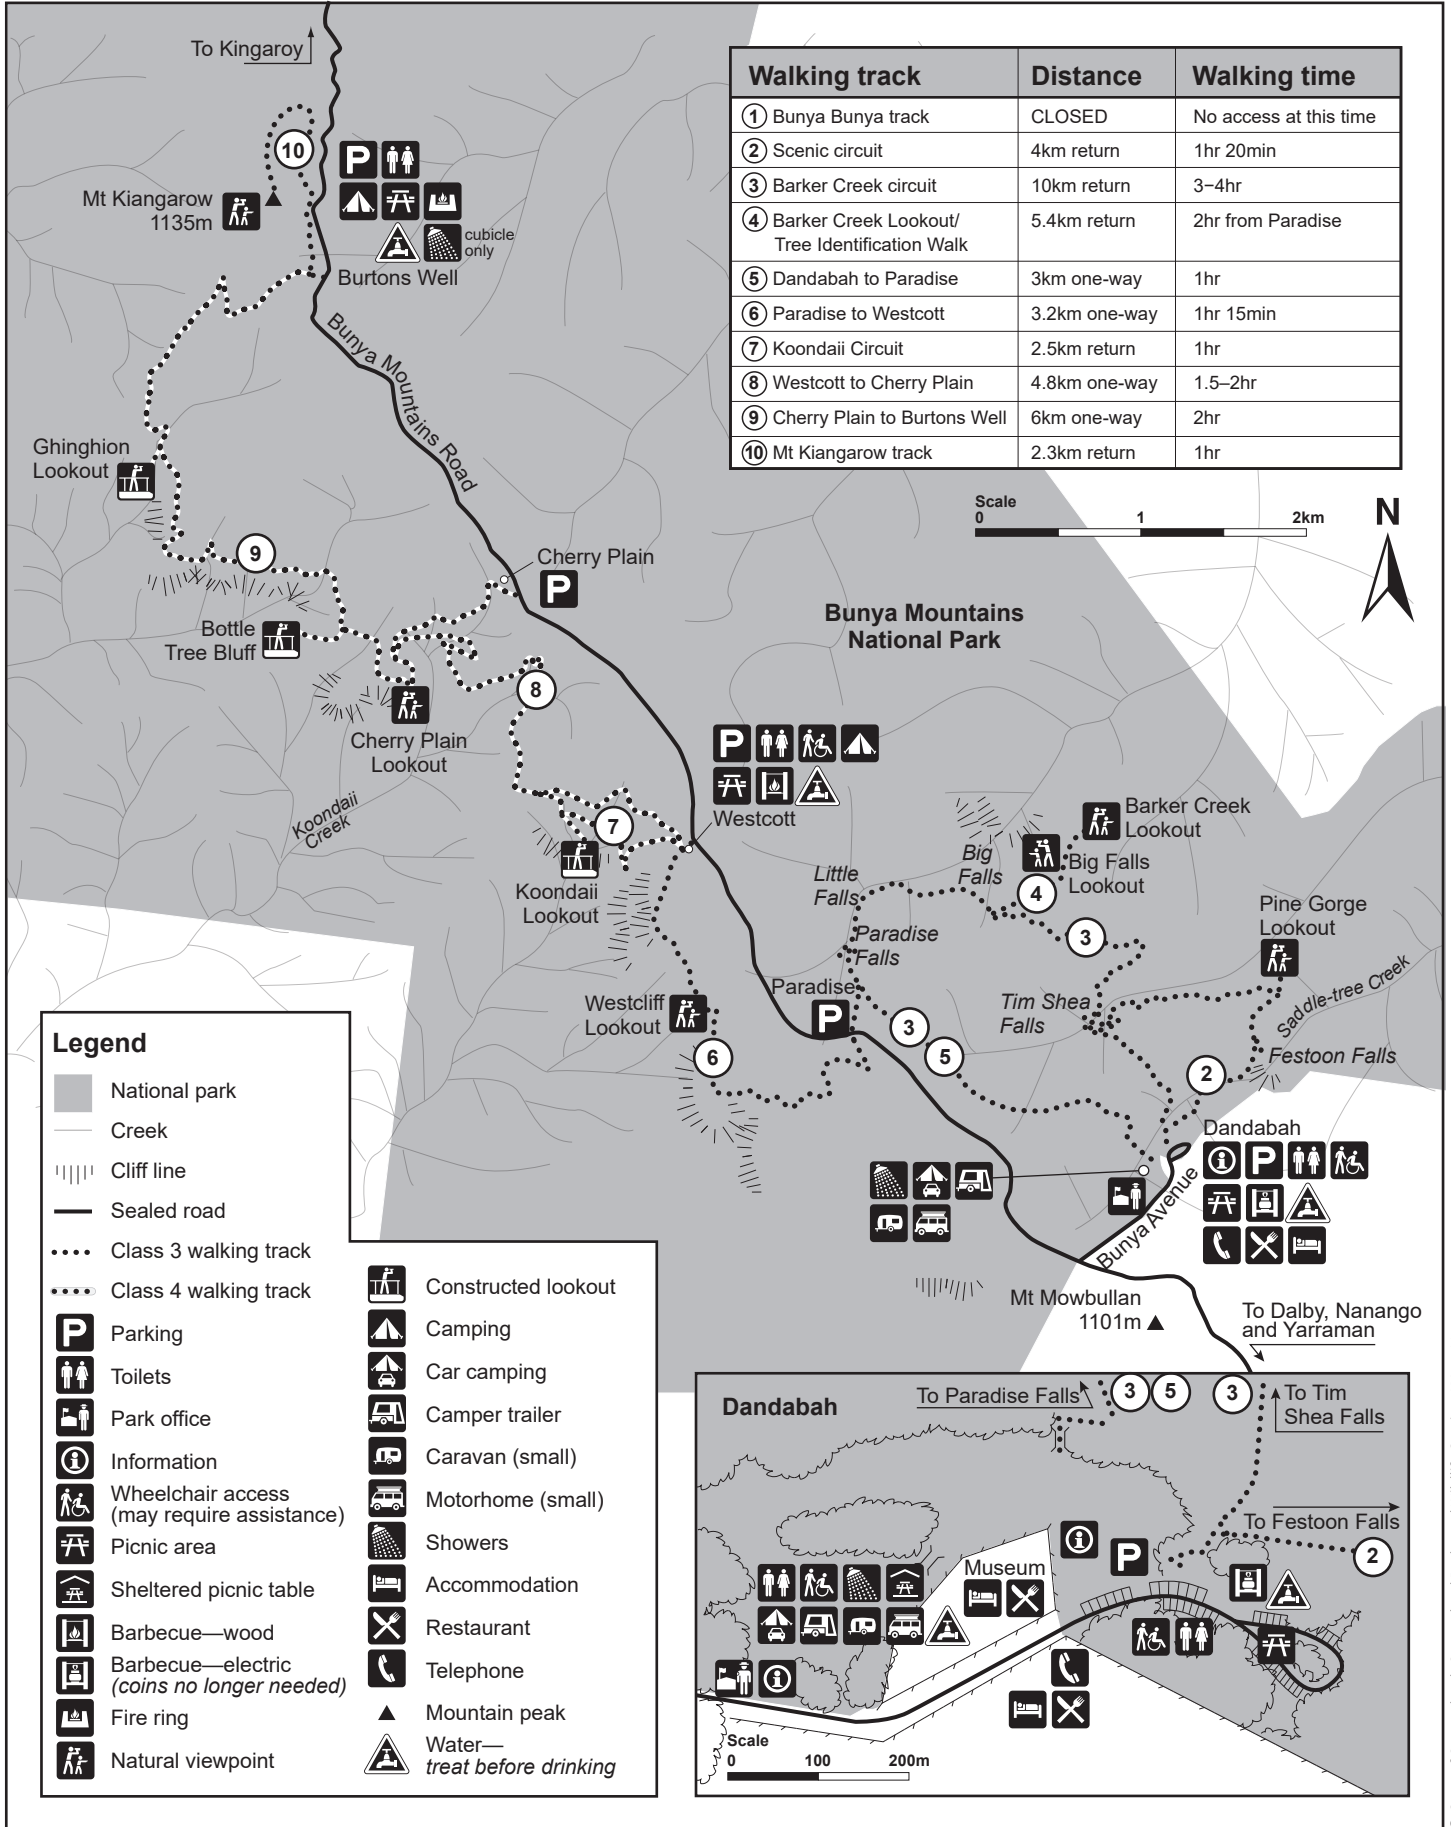 To Kingaroy
Walking track Distance Walking time
1 Bunya Bunya track CLOSED No access at this time
2 Scenic circuit 4km return 1hr 20min
3 Barker Creek circuit 10km return 3–4hr
4 Barker Creek Lookout/ 5.4km return 2hr from Paradise
Tree Identification Walk
5 Dandabah to Paradise 3km one-way 1hr
6 Paradise to Westcott 3.2km one-way 1hr 15min
7 Koondaii Circuit 2.5km return 1hr
8 Westcott to Cherry Plain 4.8km one-way 1.5–2hr
9 Cherry Plain to Burtons Well 6km one-way 2hr
10 Mt Kiangarow track 2.3km return 1hr
10
P
Mt Kiangarow
1135m
cubicle
only
Burtons Well
Bunya Mountains Road
Ghinghion
Lookout
Scale
0 1 2km
N
9
Cherry Plain
P
Bottle
Tree Bluff
Bunya Mountains
National Park
8
Cherry Plain
Lookout
P
Westcott
Koondaii
Creek
7
Koondaii
Lookout
Barker Creek
Lookout
Big
Falls
Big Falls
Lookout
4
Little
Falls
3
Pine Gorge
Lookout
Paradise
Falls
Saddle-tree Creek
Westcliff
Lookout
Paradise
P
Tim Shea
Falls
3
5
6
Festoon Falls
2
Dandabah
i
P
Bunya Avenue
Mt Mowbullan
1101m
To Dalby, Nanango
and Yarraman
Legend
National park
Creek
Cliff line
Sealed road
Class 3 walking track
Class 4 walking track
P Parking
Toilets
Park office
i Information
Wheelchair access
(may require assistance)
Picnic area
Sheltered picnic table
Barbecue—wood
Barbecue—electric
(coins no longer needed)
Fire ring
Natural viewpoint
Constructed lookout
Camping
Car camping
Camper trailer
Caravan (small)
Motorhome (small)
Showers
Accommodation
Restaurant
Telephone
Mountain peak
Water—
treat before drinking
Dandabah
To Paradise Falls
3
5
3
To Tim
Shea Falls
To Festoon Falls
2
i
P
Museum
i
Scale
0 100 200m